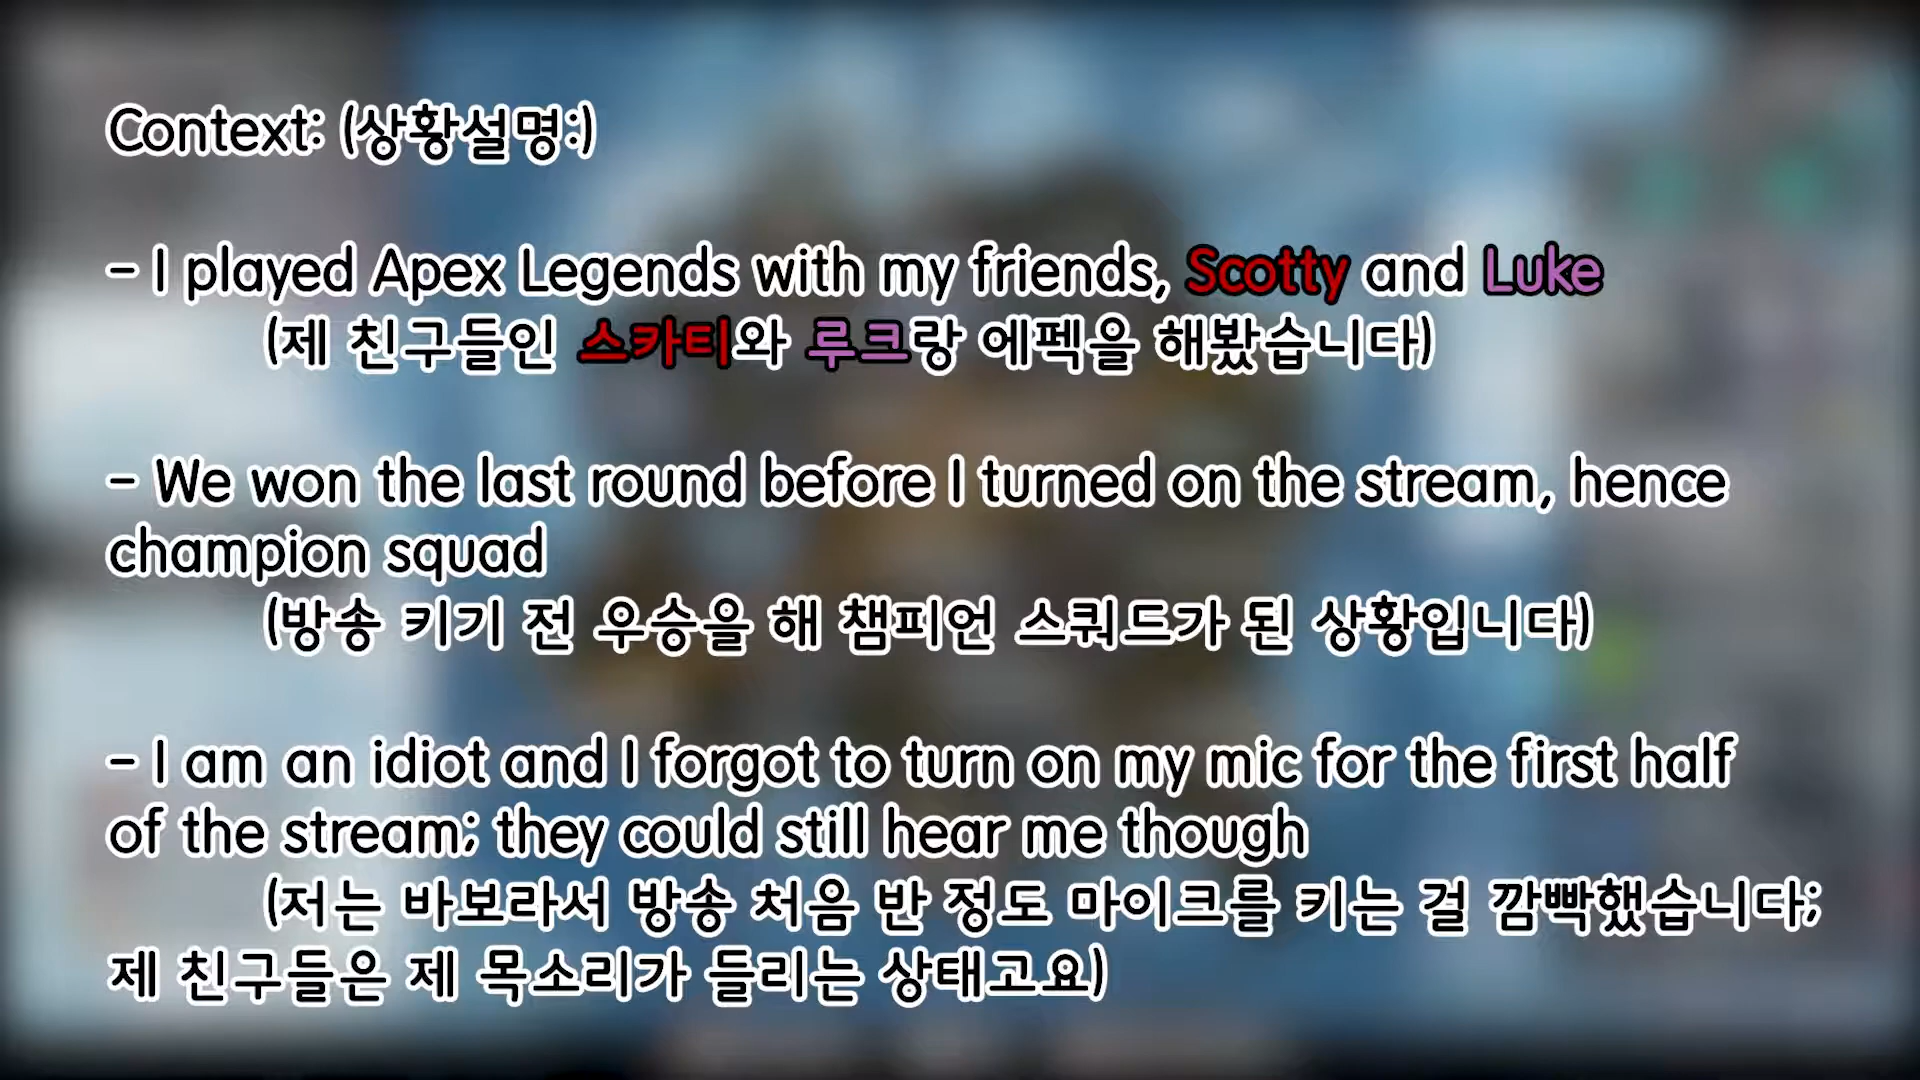 Context: (상황설명:)
- I played Apex Legends with my friends, Scotty and Luke
(제 친구들인 스카티와 루크랑 에펙을 해봤습니다)
- We won the last round before I turned on the stream, hence
champion squad
(방송 키기 전 우승을 해 챔피언 스쿼드가 된 상황입니다)
- I am an idiot and I forgot to turn on my mic for the first half
of the stream; they could still hear me though
(저는 바보라서 방송 처음 반 정도 마이크를 키는 걸 깜빡했습니다;
제 친구들은 제 목소리가 들리는 상태고요)